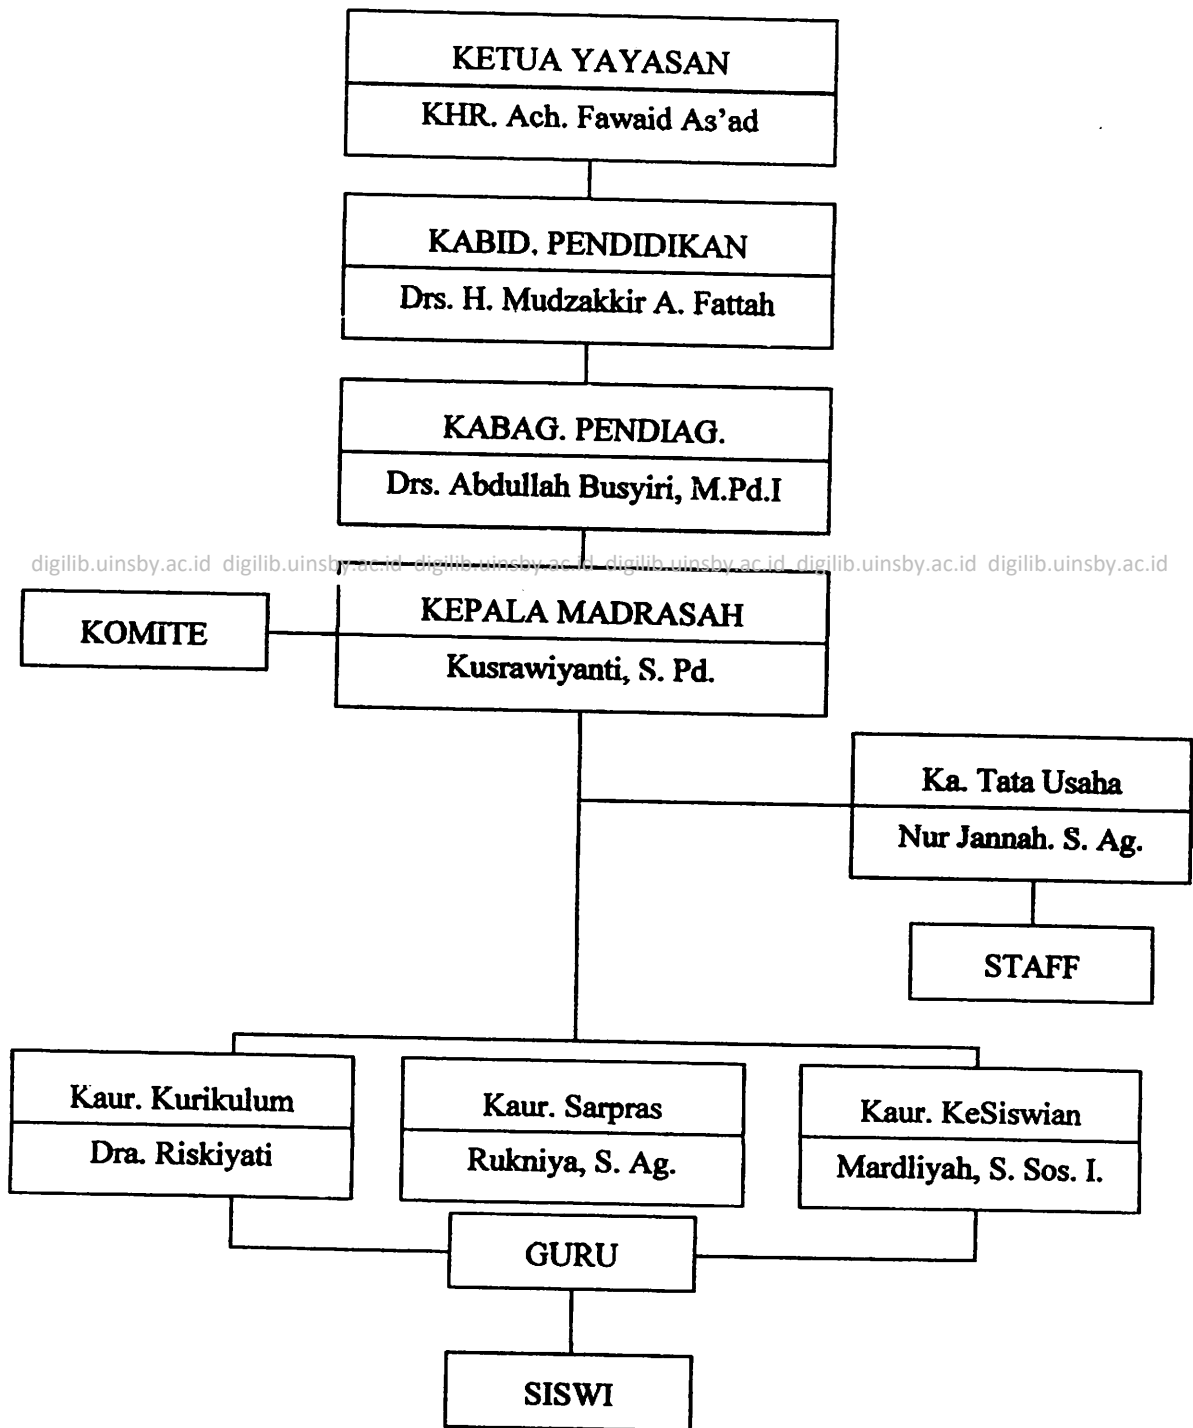 KETUA YAYASAN
KHR. Ach. Fawaid As'ad
KABID. PENDIDIKAN
Drs. H. Mudzakkir A. Fattah
KABAG. PENDIAG.
Drs. Abdullah Busyiri, M.Pd.I
digilib.uinsby.ac.id digilib.uinsby.ac.id digilib.uinsby.ac.id digilib.uinsby.ac.id digilib.uinsby.ac.id digilib.uinsby.ac.id
KOMITE
KEPALA MADRASAH
Kusrawiyanti, S. Pd.
Ka. Tata Usaha
Nur Jannah. S. Ag.
STAFF
Kaur. Kurikulum
Dra. Riskiyati
Kaur. Sarpras
Rukniya, S. Ag.
Kaur. KeSiswian
Mardliyah, S. Sos. I.
GURU
SISWI